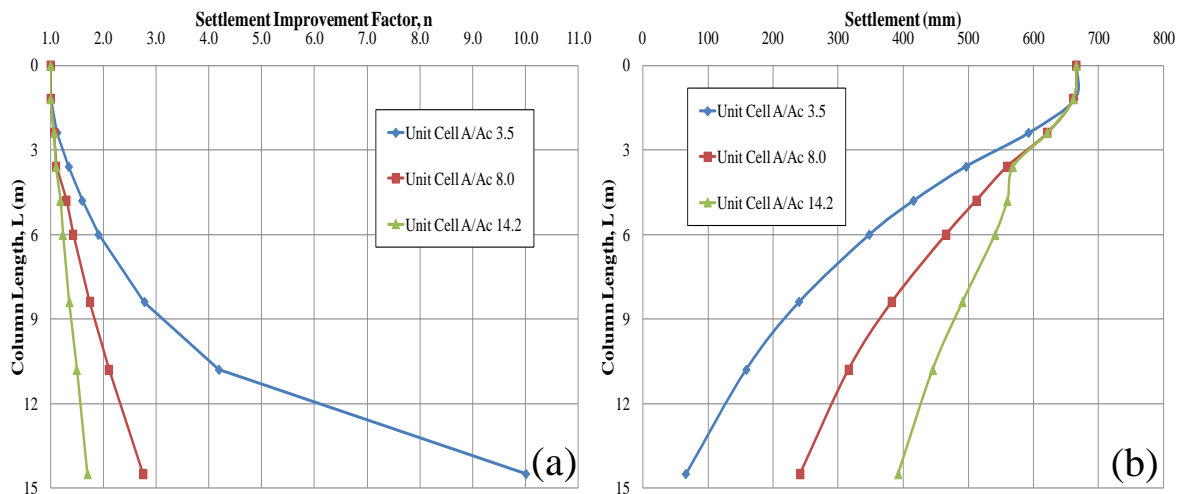 Settlement Improvement Factor, n
1.0 2.0 3.0 4.0 5.0 6.0 7.0 8.0 9.0 10.0 11.0
0
3
6
9
12
15
Column Length, L (m)
Unit Cell A/Ac 3.5
Unit Cell A/Ac 8.0
Unit Cell A/Ac 14.2
(a)
Settlement (mm)
0 100 200 300 400 500 600 700 800
0
3
6
9
12
15
Column Length, L (m)
Unit Cell A/Ac 3.5
Unit Cell A/Ac 8.0
Unit Cell A/Ac 14.2
(b)